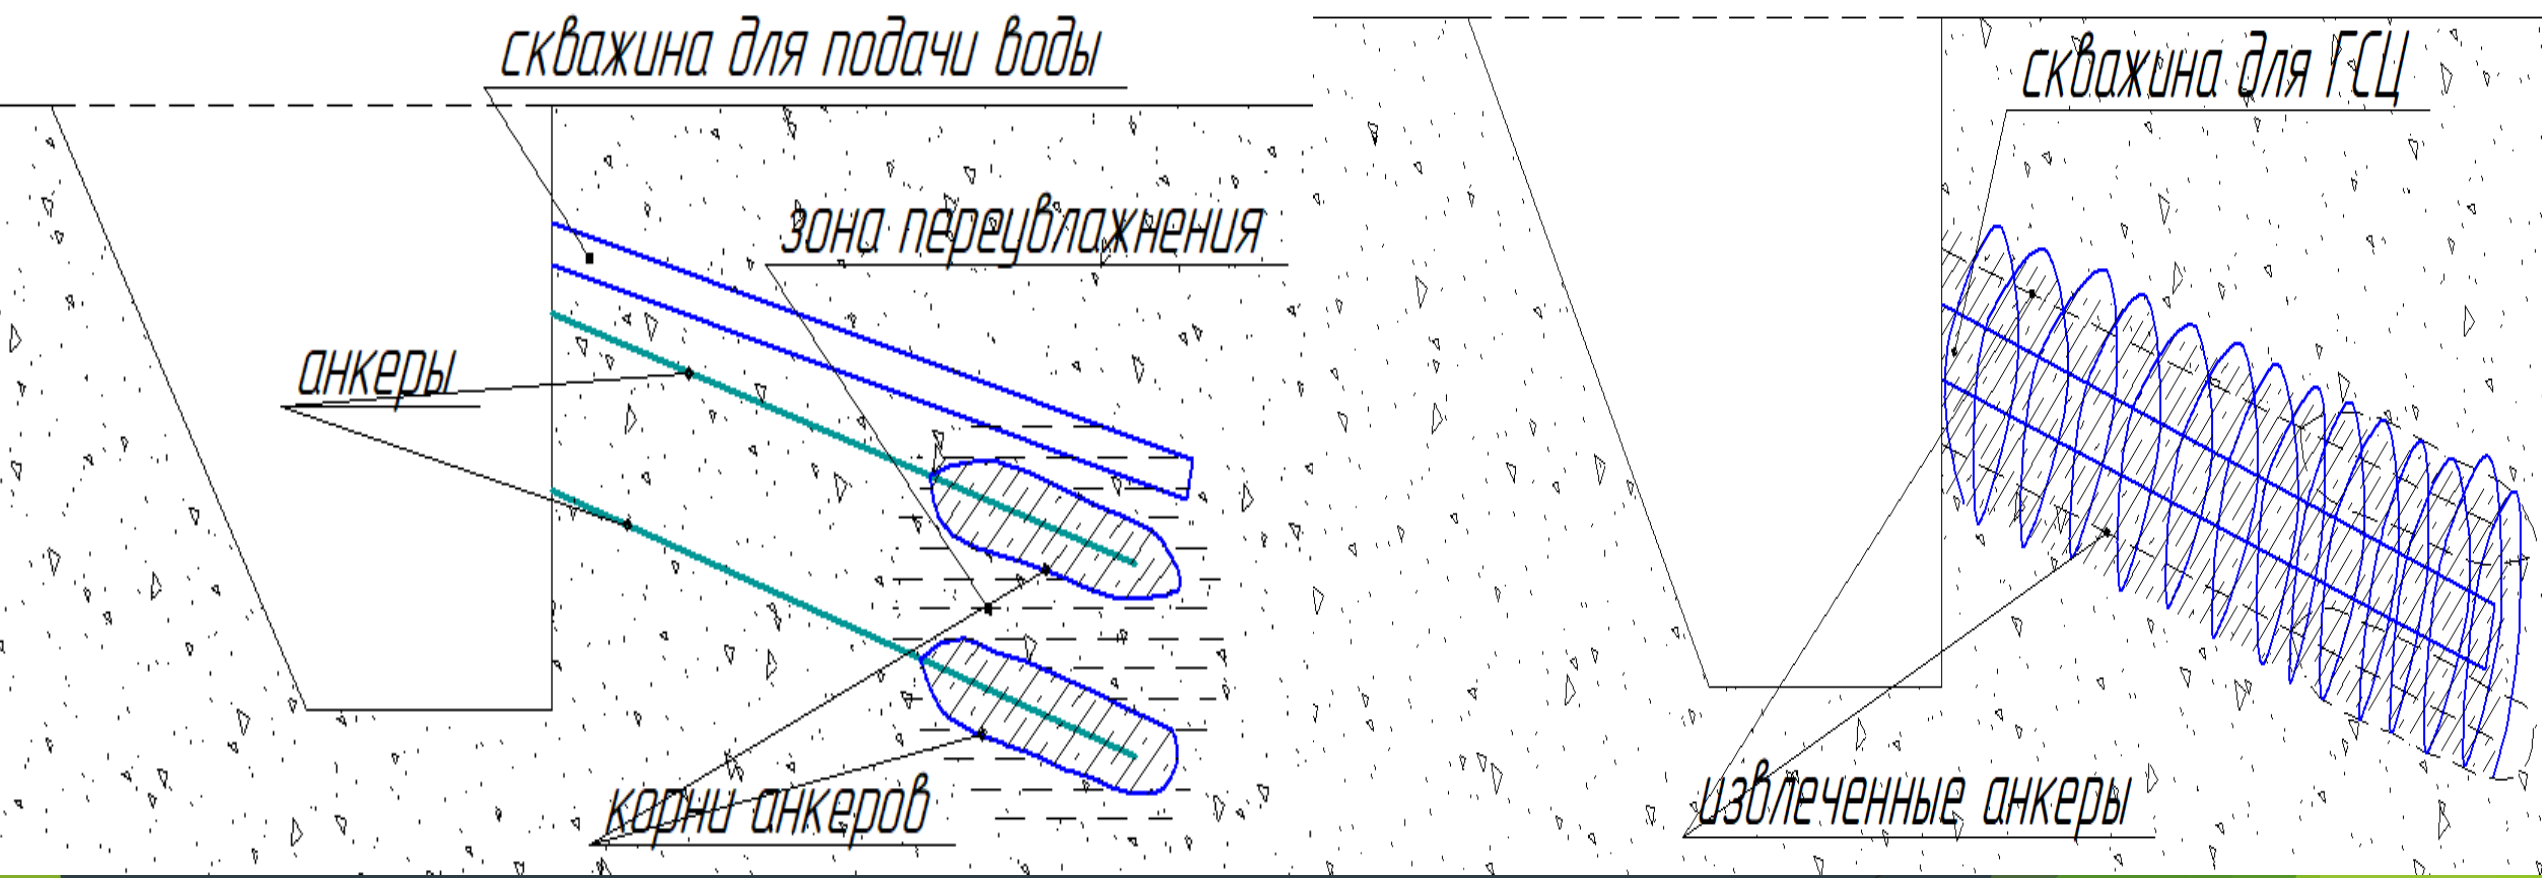 скважина для подачи воды
зона переувлажнения
анкеры
корни анкеров
скважина для ГСЦ
извлеченные анкеры